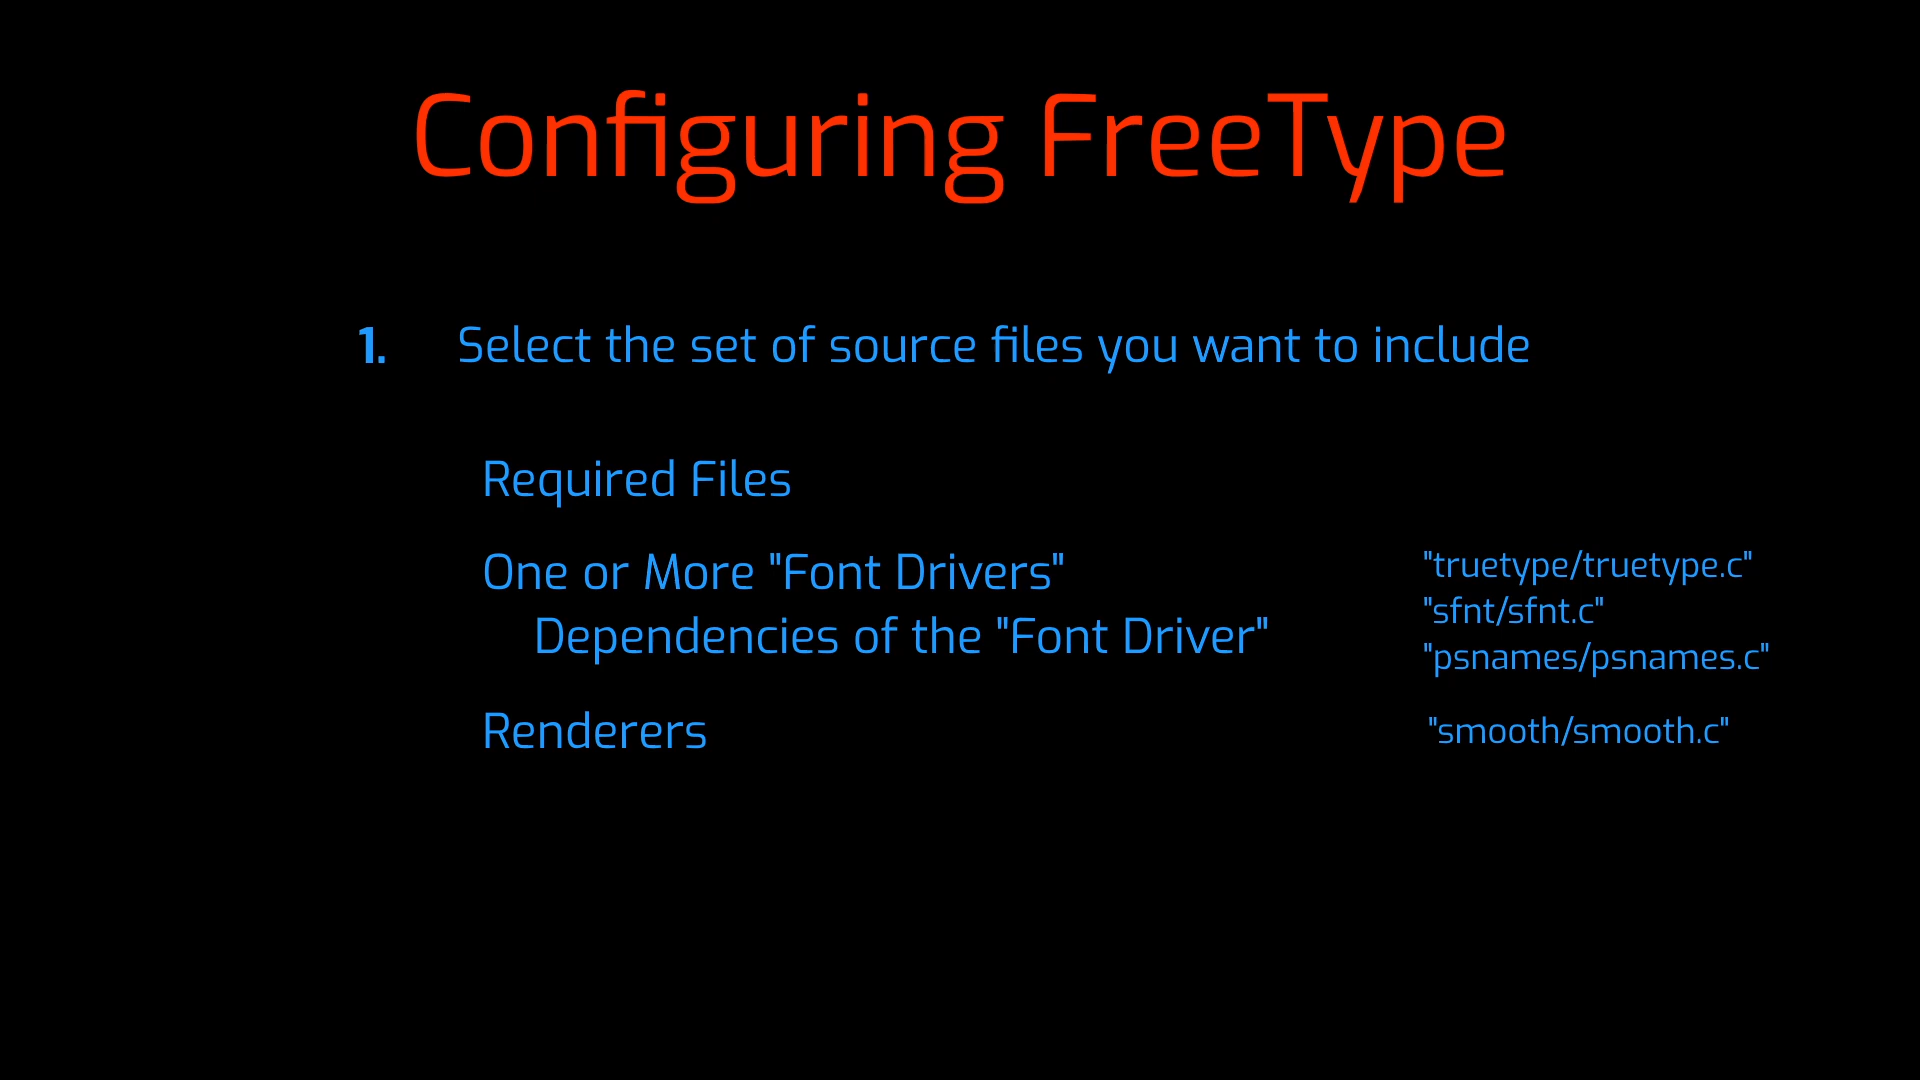 Configuring FreeType
1. Select the set of source files you want to include
Required Files
One or More "Font Drivers"
"truetype/truetype.c"
"sfnt/sfnt.c"
Dependencies of the "Font Driver"
"psnames/psnames.c"
Renderers
"smooth/smooth.c"